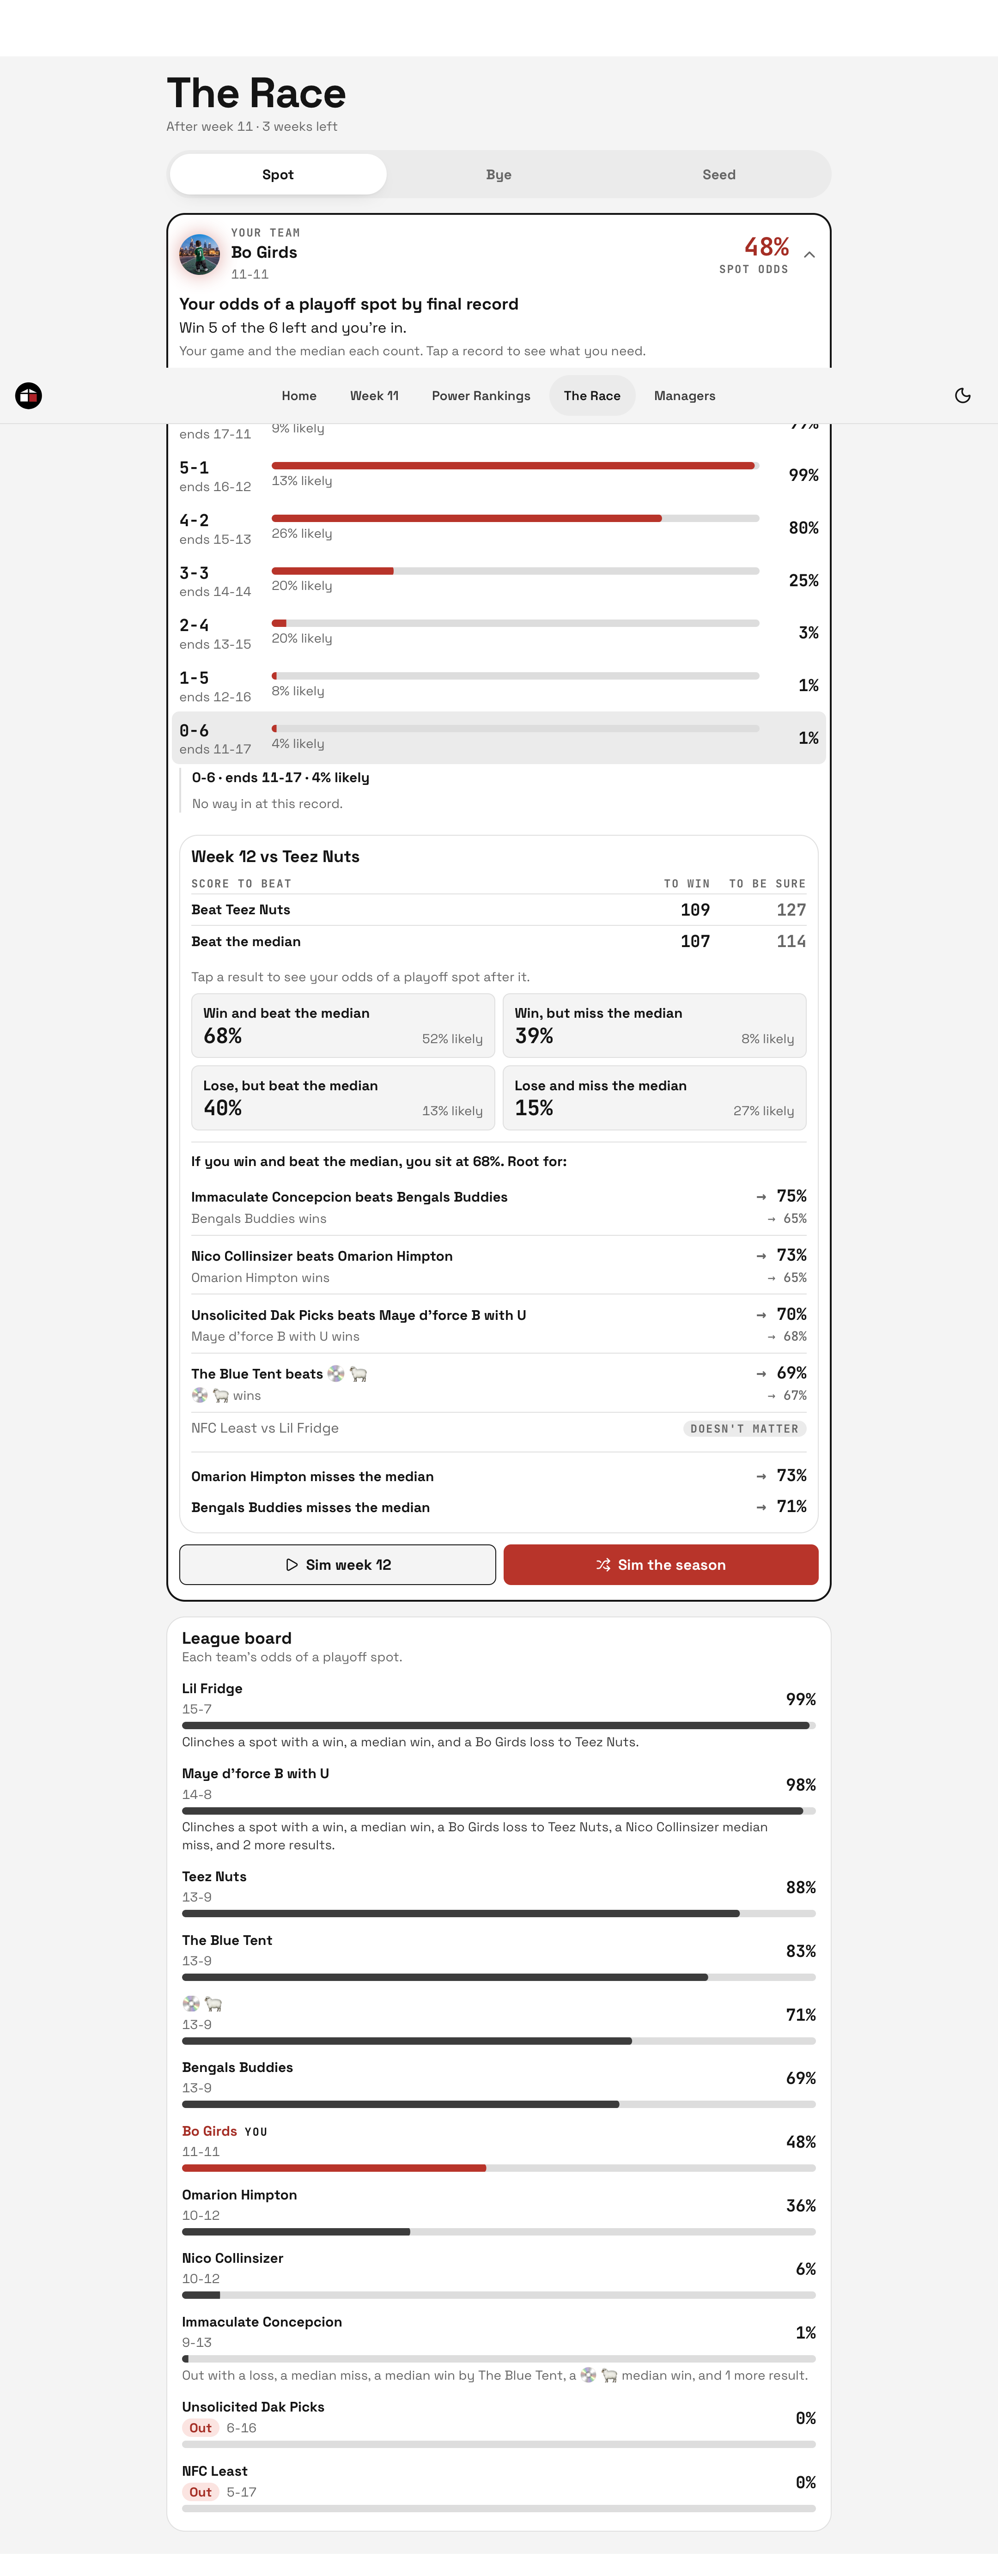 The Race
After week 11 · 3 weeks left
Spot
Bye
Seed
YOUR TEAM
Bo Girds
11-11
48%
SPOT ODDS
Your odds of a playoff spot by final record
Win 5 of the 6 left and you're in.
Your game and the median each count. Tap a record to see what you need.
Home
Week 11
Power Rankings
The Race
Managers
ends 17-11
9% likely
5-1
ends 16-12
13% likely
99%
4-2
ends 15-13
26% likely
80%
3-3
ends 14-14
20% likely
25%
2-4
ends 13-15
20% likely
3%
1-5
ends 12-16
8% likely
1%
0-6
ends 11-17
4% likely
1%
0-6 · ends 11-17 · 4% likely
No way in at this record.
Week 12 vs Teez Nuts
SCORE TO BEAT TO WIN TO BE SURE
Beat Teez Nuts 109 127
Beat the median 107 114
Tap a result to see your odds of a playoff spot after it.
Win and beat the median
68% 52% likely
Win, but miss the median
39% 8% likely
Lose, but beat the median
40% 13% likely
Lose and miss the median
15% 27% likely
If you win and beat the median, you sit at 68%. Root for:
Immaculate Concepcion beats Bengals Buddies → 75%
Bengals Buddies wins → 65%
Nico Collinsizer beats Omarion Himpton → 73%
Omarion Himpton wins → 65%
Unsolicited Dak Picks beats Maye d'force B with U → 70%
Maye d'force B with U wins → 68%
The Blue Tent beats 💿 🐑 → 69%
💿 🐑 wins → 67%
NFC Least vs Lil Fridge DOESN'T MATTER
Omarion Himpton misses the median → 73%
Bengals Buddies misses the median → 71%
Sim week 12
Sim the season
League board
Each team's odds of a playoff spot.
Lil Fridge
15-7
99%
Clinches a spot with a win, a median win, and a Bo Girds loss to Teez Nuts.
Maye d'force B with U
14-8
98%
Clinches a spot with a win, a median win, a Bo Girds loss to Teez Nuts, a Nico Collinsizer median
miss, and 2 more results.
Teez Nuts
13-9
88%
The Blue Tent
13-9
83%
💿 🐑
13-9
71%
Bengals Buddies
13-9
69%
Bo Girds YOU
11-11
48%
Omarion Himpton
10-12
36%
Nico Collinsizer
10-12
6%
Immaculate Concepcion
9-13
1%
Out with a loss, a median miss, a median win by The Blue Tent, a 💿 🐑 median win, and 1 more result.
Unsolicited Dak Picks
Out 6-16
0%
NFC Least
Out 5-17
0%